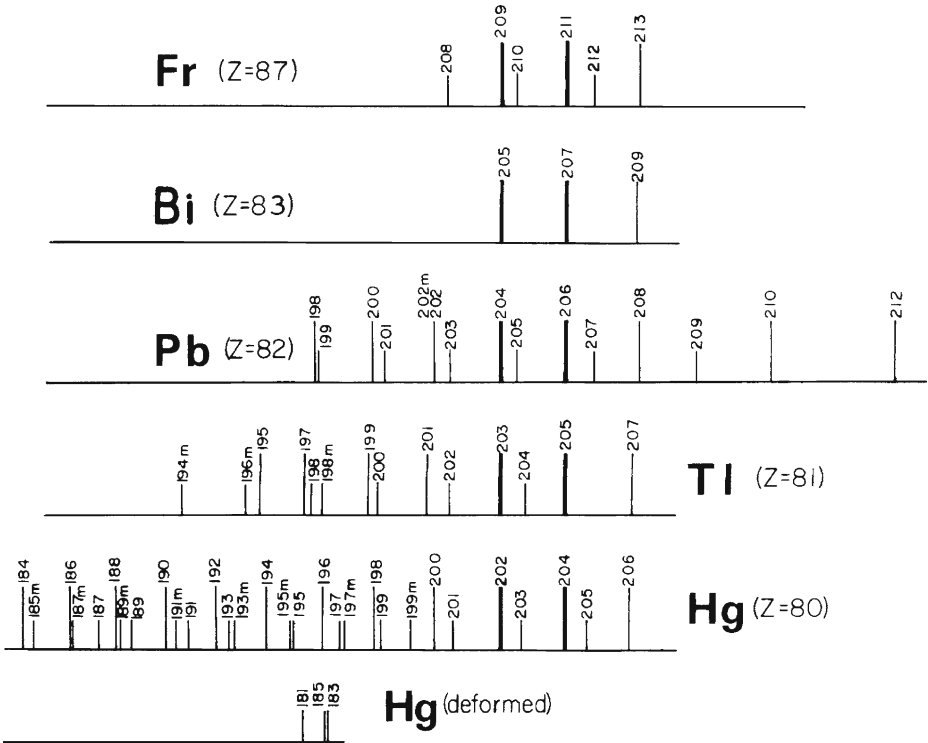 Fr (Z=87)
208 209 210 211 212 213
Bi (Z=83)
205 207 209
Pb (Z=82)
198 199 200 201 202m 202 203 204 205 206 207 208 209 210 212
Tl (Z=81)
194m 196m 195 197 198 198m 199 200 201 202 203 204 205 207
Hg (Z=80)
184 185m 186 187m 187 188 189m 189 190 191m 191 192 193 193m 194 195m 195 196 197 197m 198 199 199m 200 201 202 203 204 205 206
Hg (deformed)
181 185 183